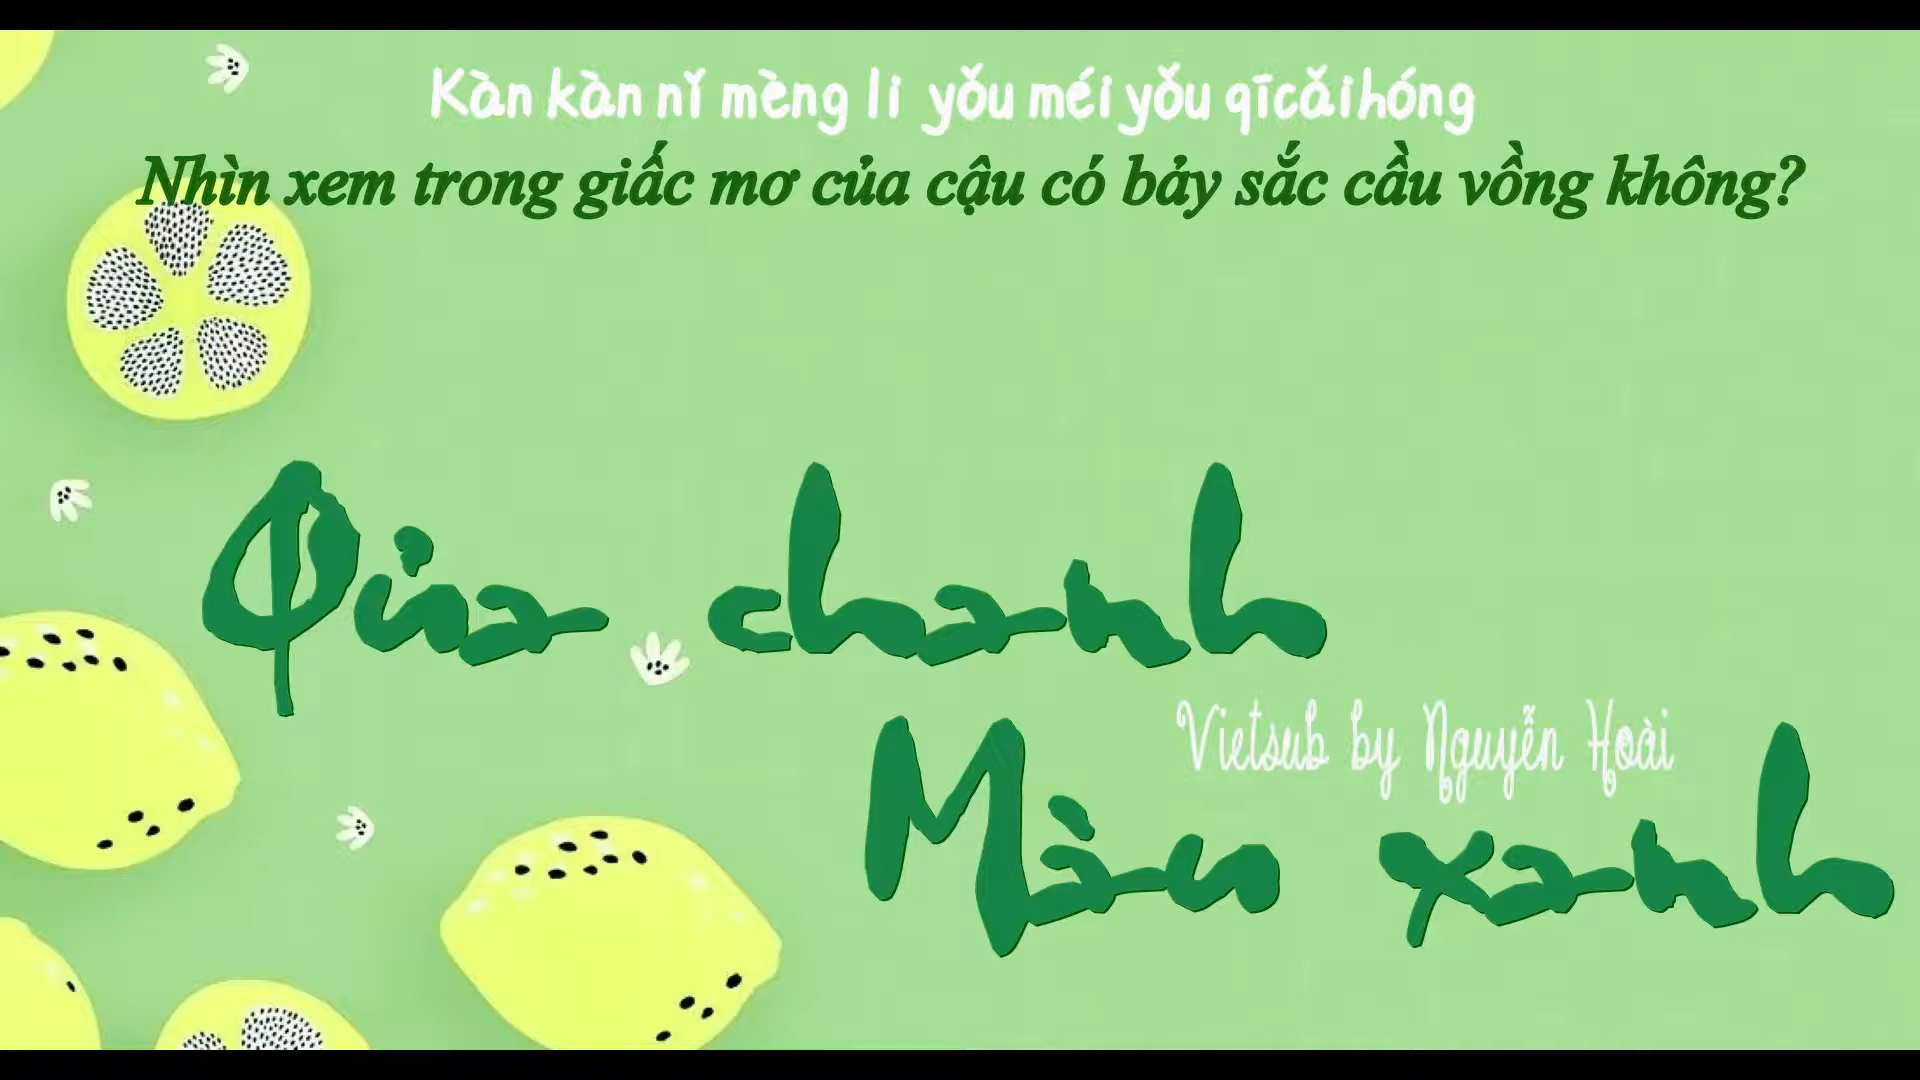 Kàn kàn nǐ mèng li yǒu méi yǒu qīcǎihóng
Nhìn xem trong giấc mơ của cậu có bảy sắc cầu vồng không?
Qủa chanh
Vietsub by Nguyễn Hoài
Màu xanh